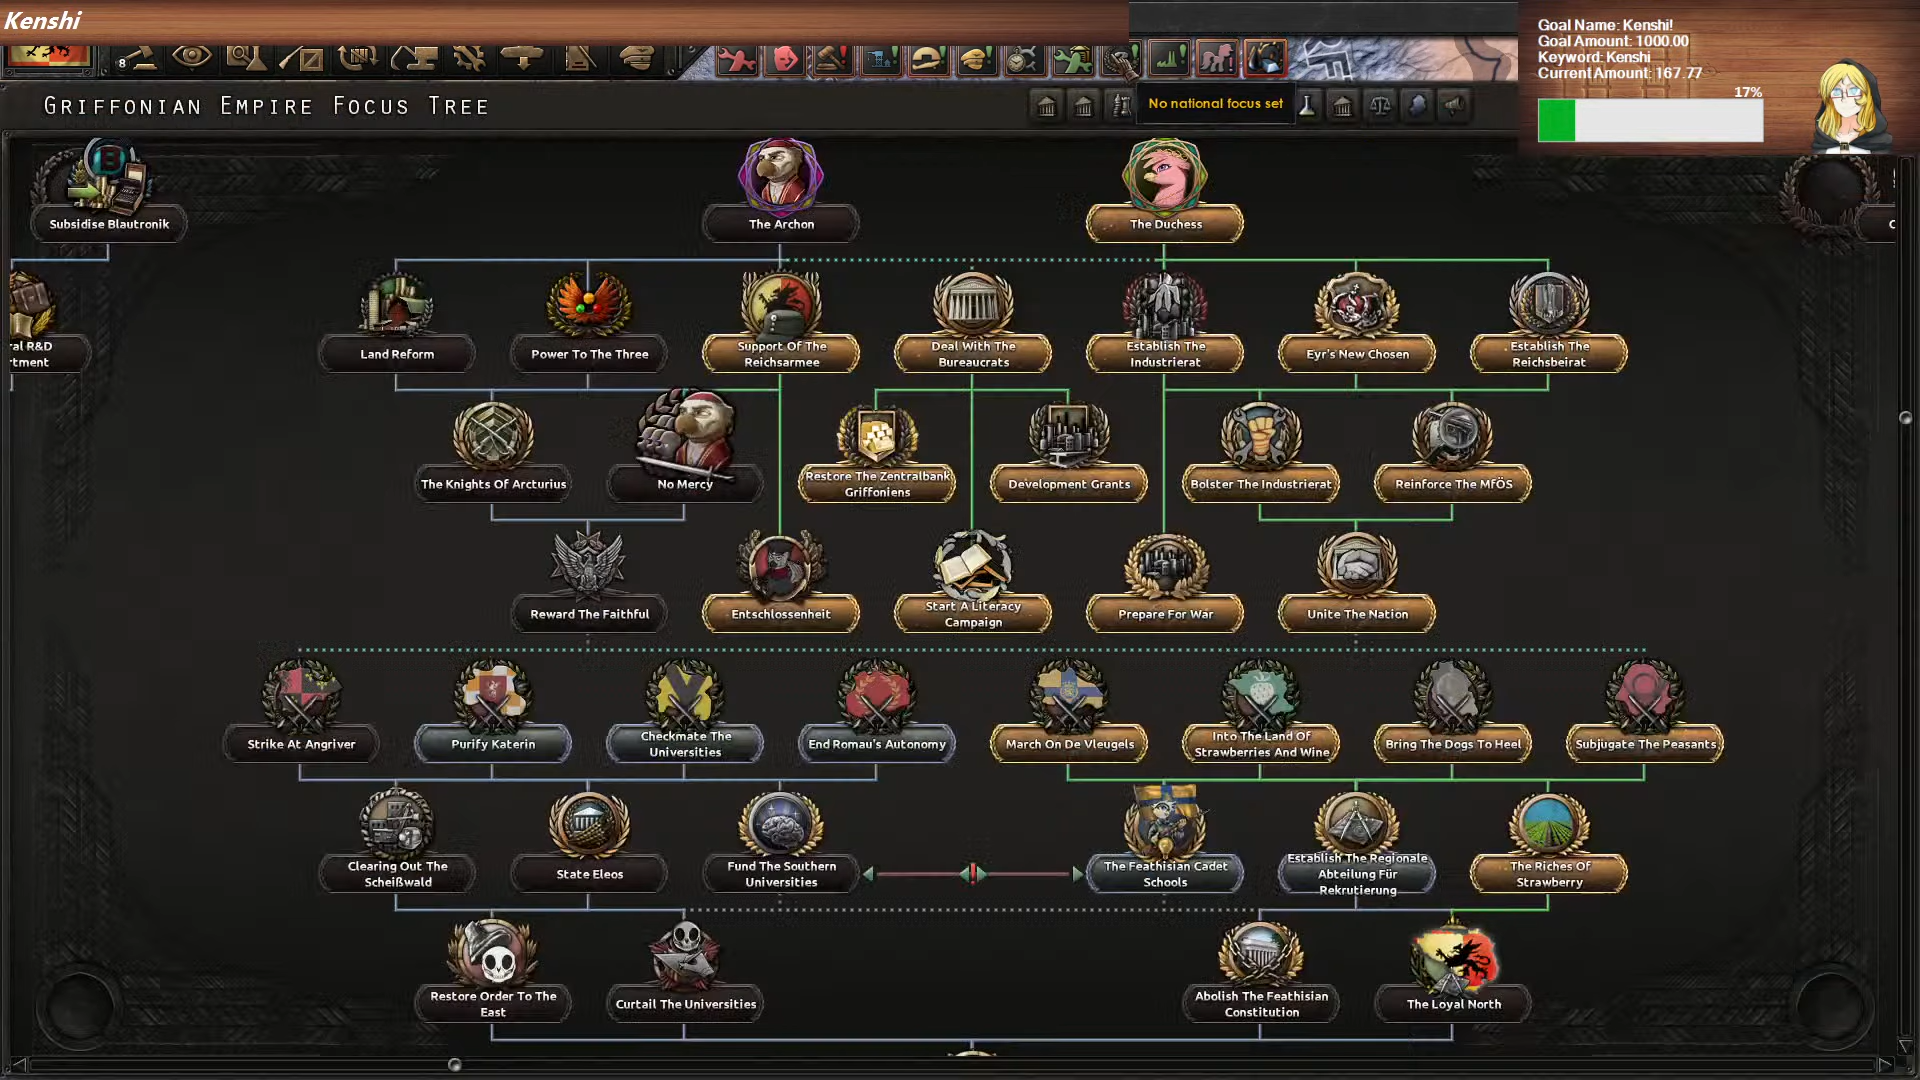 Kenshi
Goal Name: Kenshi!
Goal Amount: 1000.00
Keyword: Kenshi
Current Amount: 167.77
17%
8
GRIFFONIAN EMPIRE FOCUS TREE
No national focus set
Subsidise Blautronik
The Archon
The Duchess
ral R&D
rtment
Land Reform
Power To The Three
Support Of The
Reichsarmee
Deal With The
Bureaucrats
Establish The
Industrierat
Eyr's New Chosen
Establish The
Reichsbeirat
The Knights Of Arcturius
No Mercy
Restore The Zentralbank
Griffoniens
Development Grants
Bolster The Industrierat
Reinforce The MfÖS
Reward The Faithful
Entschlossenheit
Start A Literacy
Campaign
Prepare For War
Unite The Nation
Strike At Angriver
Purify Katerin
Checkmate The
Universities
End Romau's Autonomy
March On De Vleugels
Into The Land Of
Strawberries And Wine
Bring The Dogs To Heel
Subjugate The Peasants
Clearing Out The
Scheißwald
State Eleos
Fund The Southern
Universities
The Feathisian Cadet
Schools
Establish The Regionale
Abteilung Für
Rekrutierung
The Riches Of
Strawberry
Restore Order To The
East
Curtail The Universities
Abolish The Feathisian
Constitution
The Loyal North